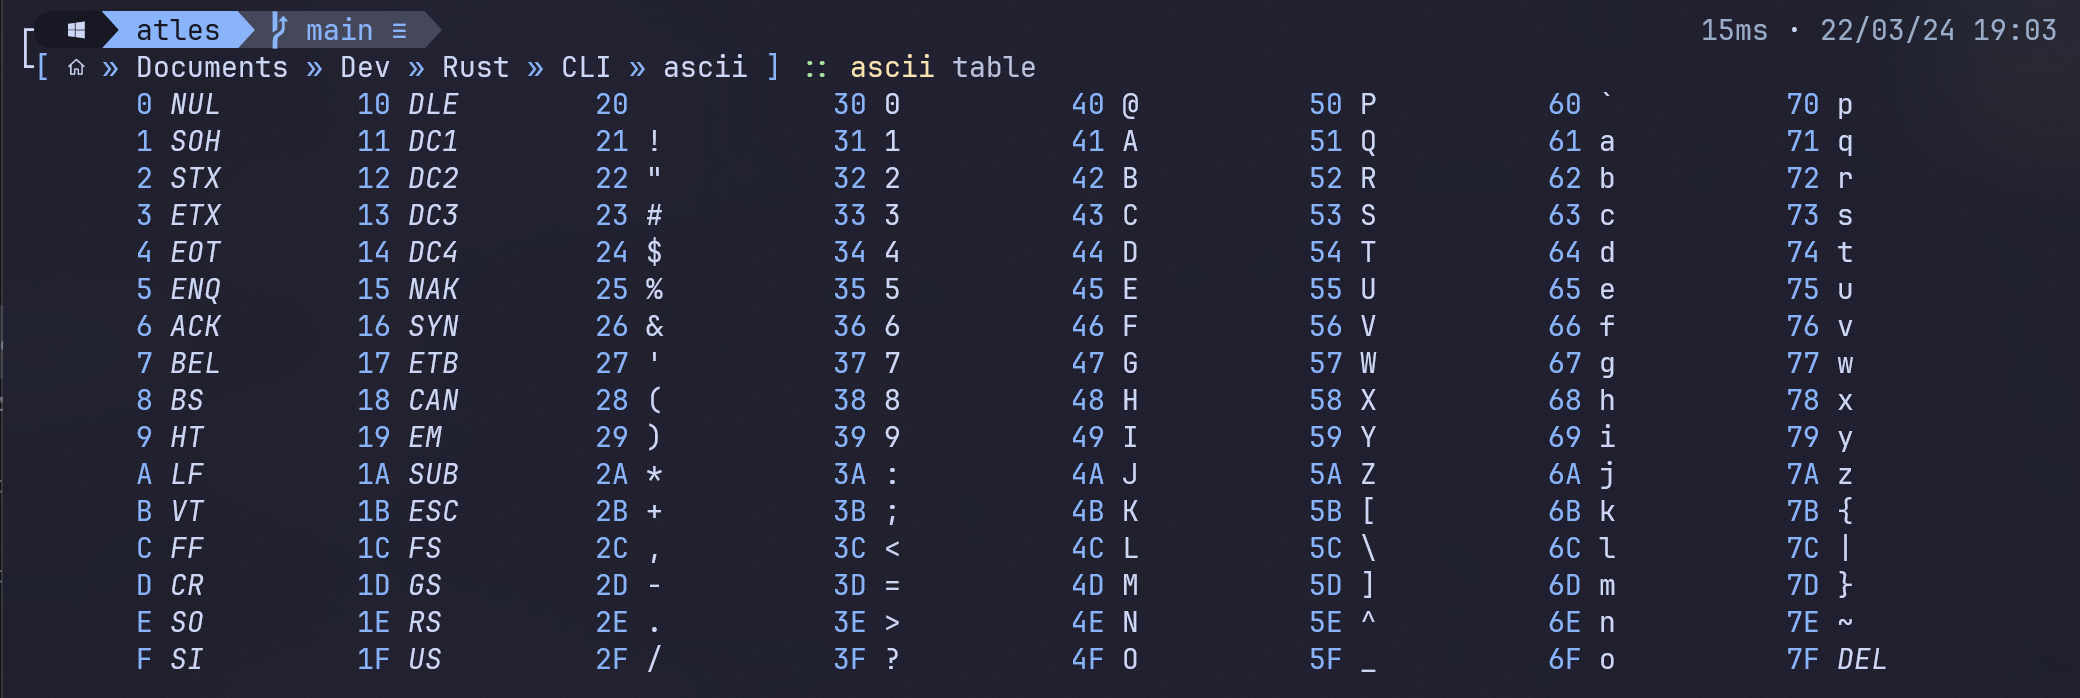 atles main ≡ 15ms · 22/03/24 19:03
[ » Documents » Dev » Rust » CLI » ascii ] :: ascii table
0 NUL 10 DLE 20 30 0 40 @ 50 P 60 ` 70 p
1 SOH 11 DC1 21 ! 31 1 41 A 51 Q 61 a 71 q
2 STX 12 DC2 22 " 32 2 42 B 52 R 62 b 72 r
3 ETX 13 DC3 23 # 33 3 43 C 53 S 63 c 73 s
4 EOT 14 DC4 24 $ 34 4 44 D 54 T 64 d 74 t
5 ENQ 15 NAK 25 % 35 5 45 E 55 U 65 e 75 u
6 ACK 16 SYN 26 & 36 6 46 F 56 V 66 f 76 v
7 BEL 17 ETB 27 ' 37 7 47 G 57 W 67 g 77 w
8 BS 18 CAN 28 ( 38 8 48 H 58 X 68 h 78 x
9 HT 19 EM 29 ) 39 9 49 I 59 Y 69 i 79 y
A LF 1A SUB 2A * 3A : 4A J 5A Z 6A j 7A z
B VT 1B ESC 2B + 3B ; 4B K 5B [ 6B k 7B {
C FF 1C FS 2C , 3C < 4C L 5C \ 6C l 7C |
D CR 1D GS 2D - 3D = 4D M 5D ] 6D m 7D }
E SO 1E RS 2E . 3E > 4E N 5E ^ 6E n 7E ~
F SI 1F US 2F / 3F ? 4F O 5F _ 6F o 7F DEL